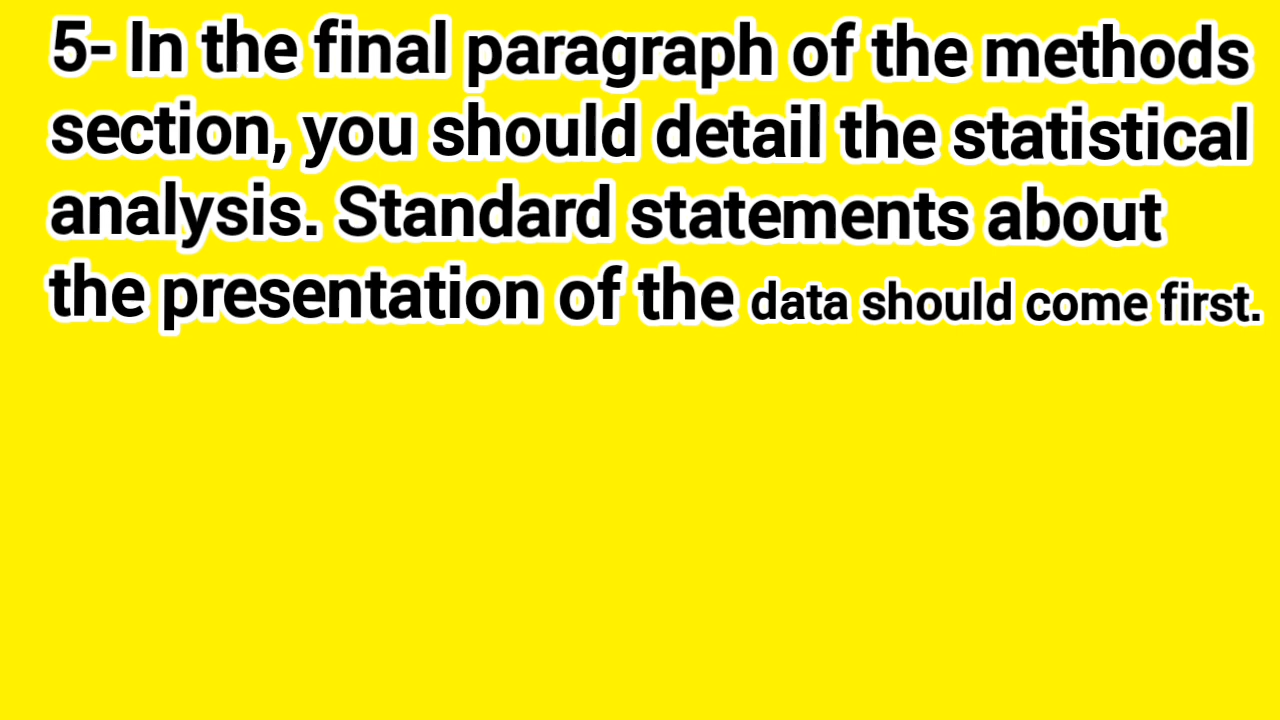 5- In the final paragraph of the methods
section, you should detail the statistical
analysis. Standard statements about
the presentation of the data should come first.